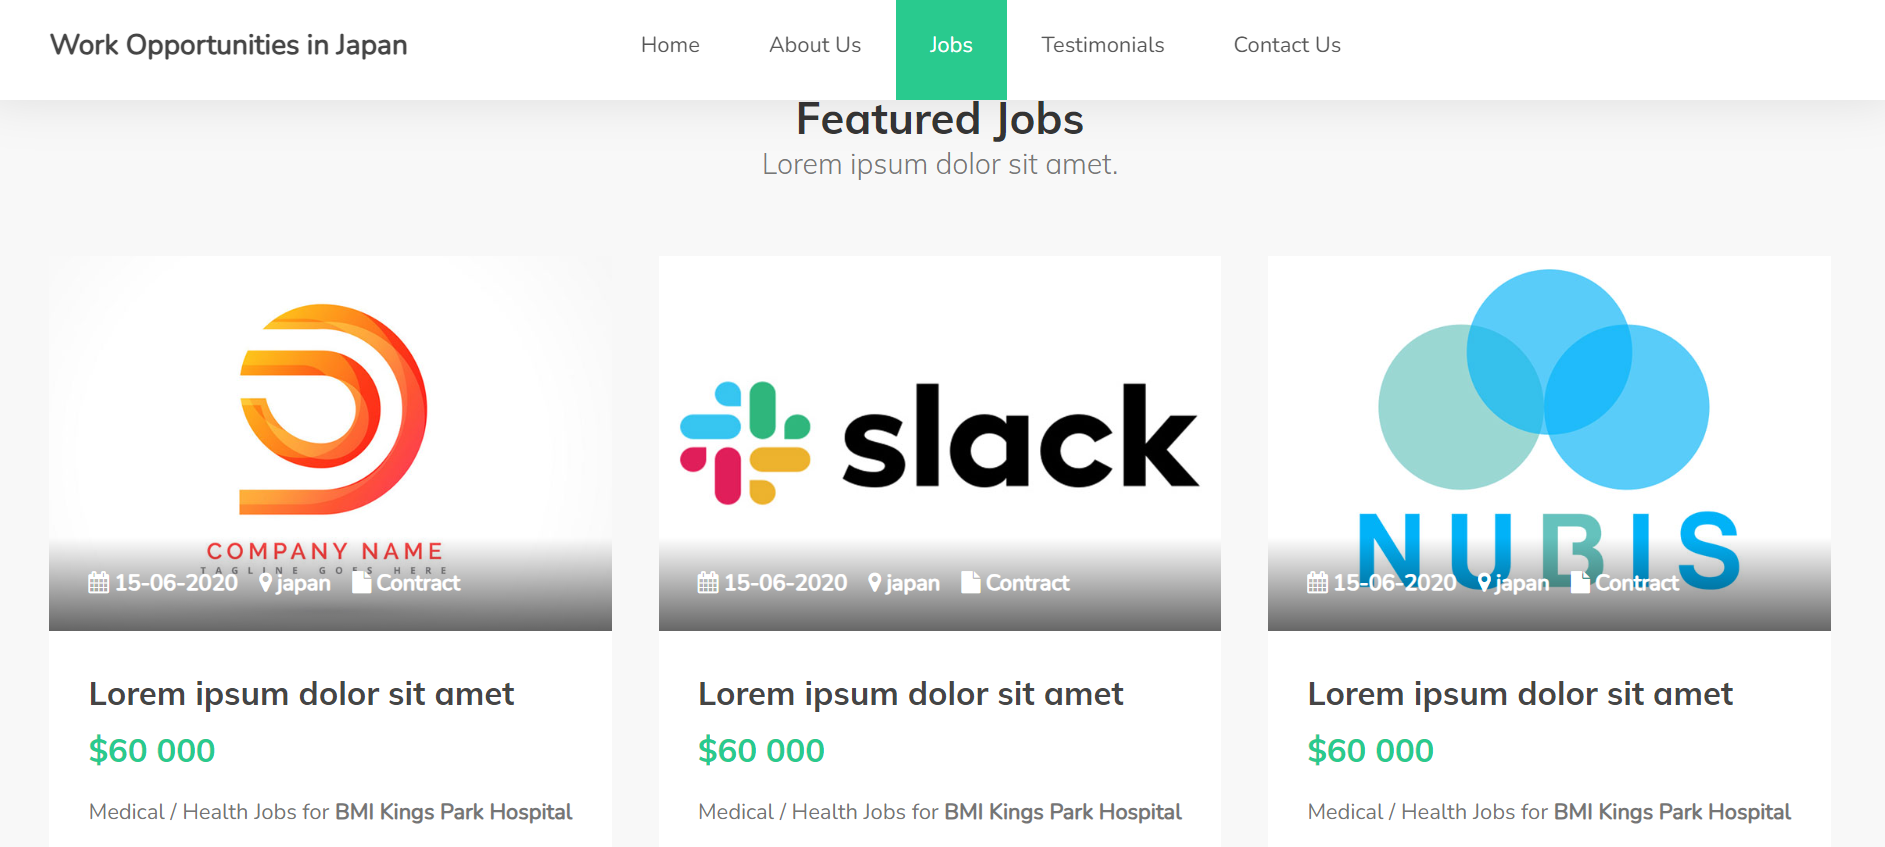 Work Opportunities in Japan
Home About Us Jobs Testimonials Contact Us
Featured Jobs
Lorem ipsum dolor sit amet.
COMPANY NAME
TAGLINE GOES HERE
15-06-2020 japan Contract
Lorem ipsum dolor sit amet
$60 000
Medical / Health Jobs for BMI Kings Park Hospital
slack
15-06-2020 japan Contract
Lorem ipsum dolor sit amet
$60 000
Medical / Health Jobs for BMI Kings Park Hospital
NUBIS
15-06-2020 japan Contract
Lorem ipsum dolor sit amet
$60 000
Medical / Health Jobs for BMI Kings Park Hospital